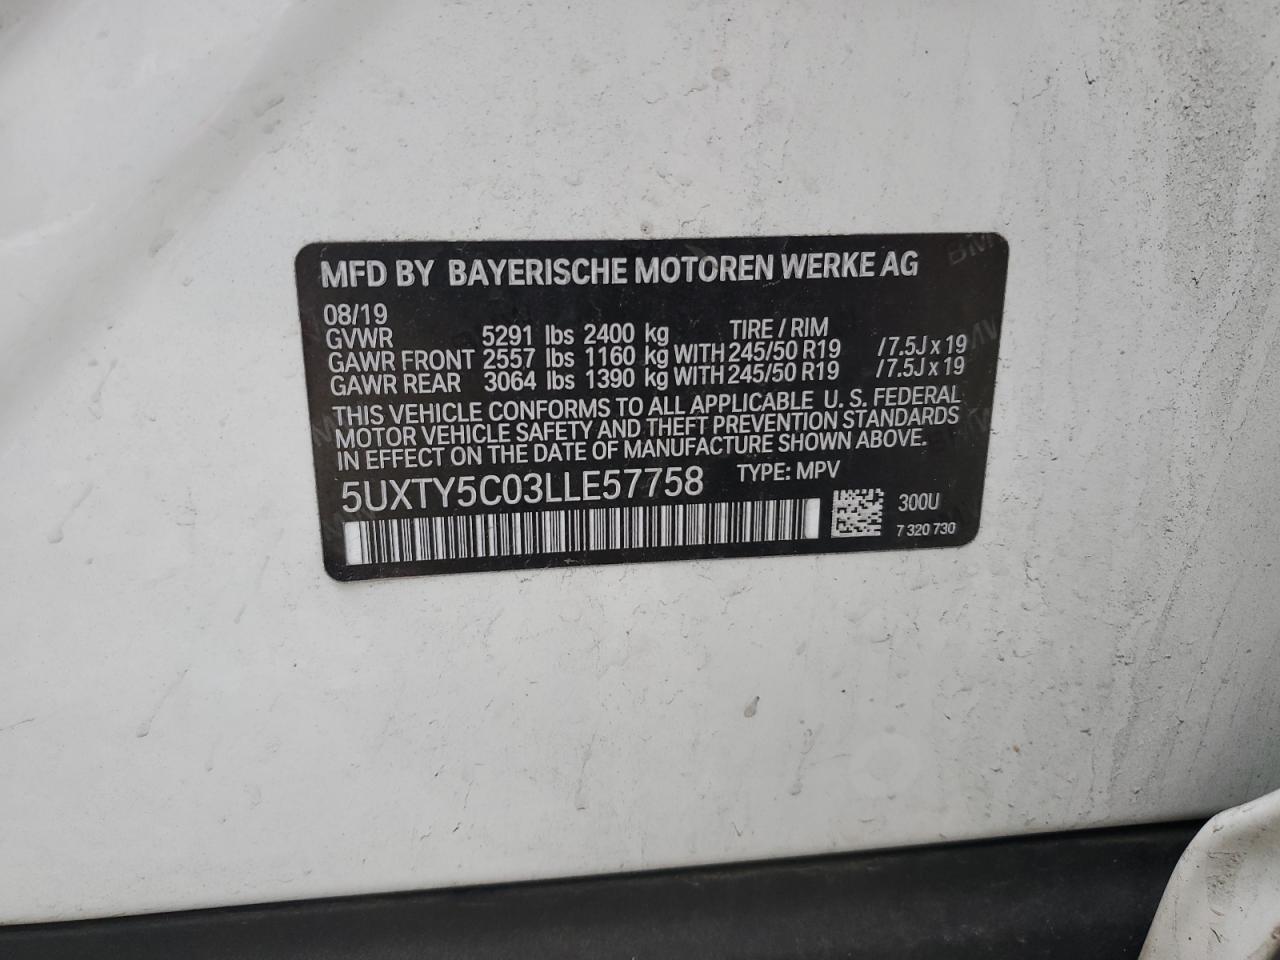 MFD BY BAYERISCHE MOTOREN WERKE AG
08/19
GVWR 5291 lbs 2400 kg TIRE / RIM
GAWR FRONT 2557 lbs 1160 kg WITH 245/50 R19 / 7.5J x 19
GAWR REAR 3064 lbs 1390 kg WITH 245/50 R19 / 7.5J x 19
THIS VEHICLE CONFORMS TO ALL APPLICABLE U. S. FEDERAL
MOTOR VEHICLE SAFETY AND THEFT PREVENTION STANDARDS
IN EFFECT ON THE DATE OF MANUFACTURE SHOWN ABOVE.
5UXTY5C03LLE57758 TYPE: MPV
300U
7 320 730